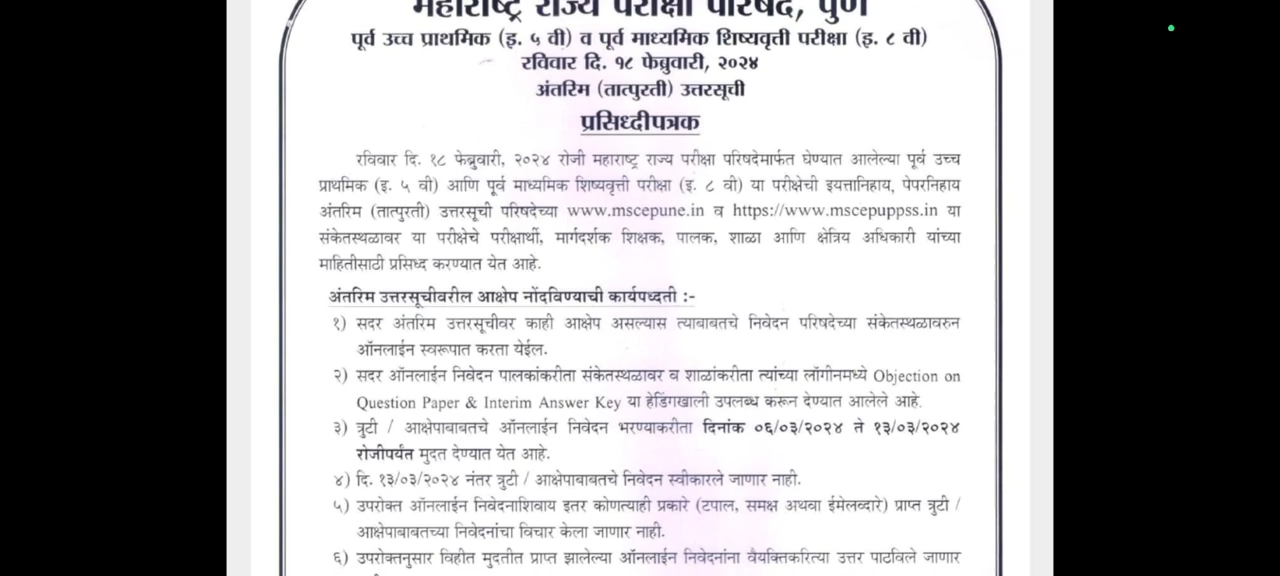 महाराष्ट्र राज्य परीक्षा परिषद, पुणे
पूर्व उच्च प्राथमिक (इ. ५ वी) व पूर्व माध्यमिक शिष्यवृत्ती परीक्षा (इ. ८ वी)
रविवार दि. १८ फेब्रुवारी, २०२४
अंतरिम (तात्पुरती) उत्तरसूची
प्रसिध्दीपत्रक
रविवार दि. १८ फेब्रुवारी, २०२४ रोजी महाराष्ट्र राज्य परीक्षा परिषदेमार्फत घेण्यात आलेल्या पूर्व उच्च
प्राथमिक (इ. ५ वी) आणि पूर्व माध्यमिक शिष्यवृत्ती परीक्षा (इ. ८ वी) या परीक्षेची इयत्तानिहाय, पेपरनिहाय
अंतरिम (तात्पुरती) उत्तरसूची परिषदेच्या www.mscepune.in व https://www.mscepuppss.in या
संकेतस्थळावर या परीक्षेचे परीक्षार्थी, मार्गदर्शक शिक्षक, पालक, शाळा आणि क्षेत्रिय अधिकारी यांच्या
माहितीसाठी प्रसिध्द करण्यात येत आहे.
अंतरिम उत्तरसूचीवरील आक्षेप नोंदविण्याची कार्यपध्दती :-
१) सदर अंतरिम उत्तरसूचीवर काही आक्षेप असल्यास त्याबाबतचे निवेदन परिषदेच्या संकेतस्थळावरुन
ऑनलाईन स्वरूपात करता येईल.
२) सदर ऑनलाईन निवेदन पालकांकरीता संकेतस्थळावर व शाळांकरीता त्यांच्या लॉगीनमध्ये Objection on
Question Paper & Interim Answer Key या हेडिंगखाली उपलब्ध करून देण्यात आलेले आहे.
३) त्रुटी / आक्षेपाबाबतचे ऑनलाईन निवेदन भरण्याकरीता दिनांक ०६/०३/२०२४ ते १३/०३/२०२४
रोजीपर्यंत मुदत देण्यात येत आहे.
४) दि. १३/०३/२०२४ नंतर त्रुटी / आक्षेपाबाबतचे निवेदन स्वीकारले जाणार नाही.
५) उपरोक्त ऑनलाईन निवेदनाशिवाय इतर कोणत्याही प्रकारे (टपाल, समक्ष अथवा ईमेलव्दारे) प्राप्त त्रुटी /
आक्षेपाबाबतच्या निवेदनांचा विचार केला जाणार नाही.
६) उपरोक्तनुसार विहीत मुदतीत प्राप्त झालेल्या ऑनलाईन निवेदनांना वैयक्तिकरित्या उत्तर पाठविले जाणार